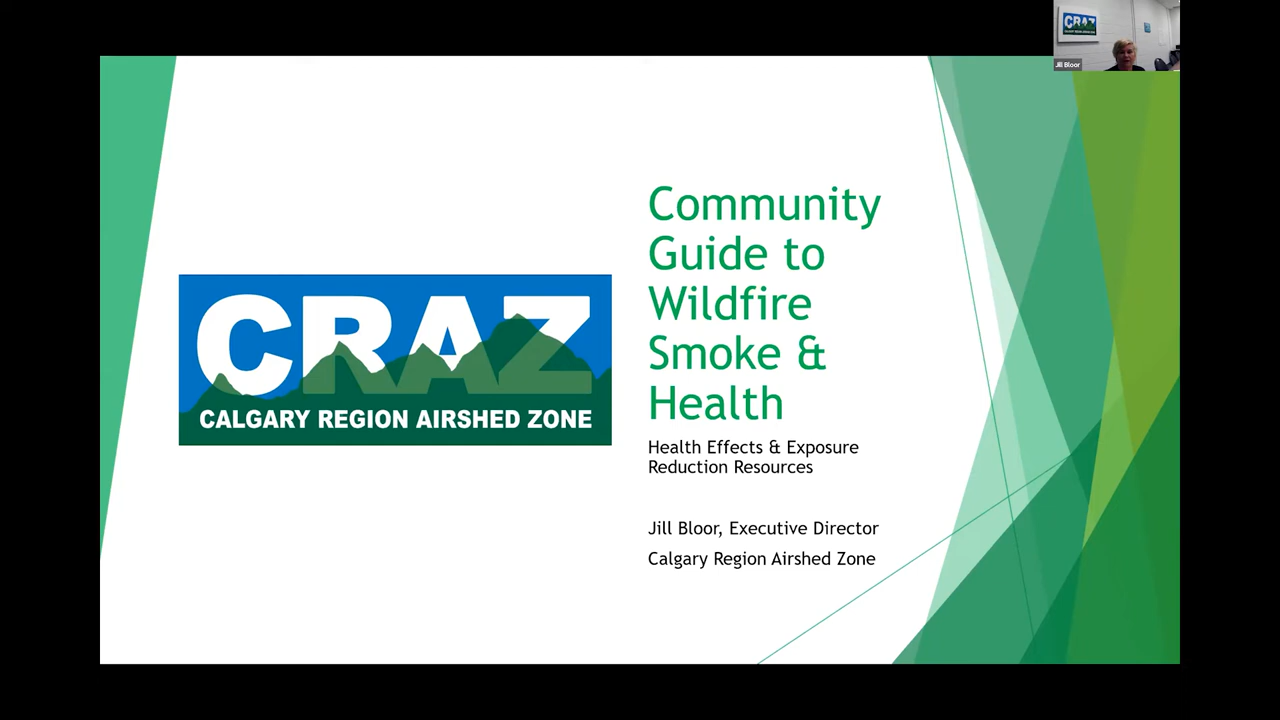 CRAZ
Jill Bloor
Community
Guide to
Wildfire
Smoke &
Health
CRAZ
CALGARY REGION AIRSHED ZONE
Health Effects & Exposure
Reduction Resources
Jill Bloor, Executive Director
Calgary Region Airshed Zone